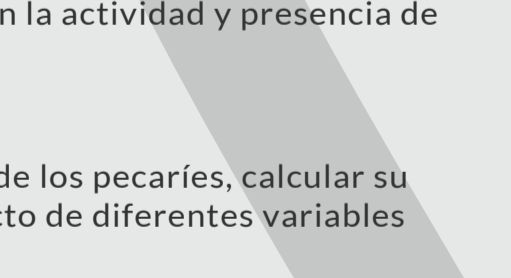 n la actividad y presencia de
de los pecaríes, calcular su
cto de diferentes variables